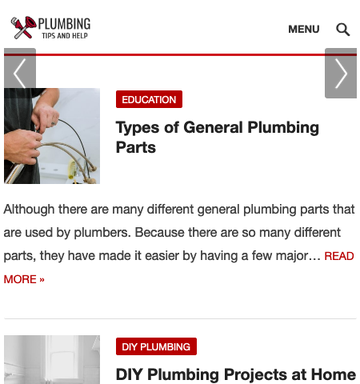 PLUMBING
TIPS AND HELP
MENU
EDUCATION
Types of General Plumbing
Parts
Although there are many different general plumbing parts that
are used by plumbers. Because there are so many different
parts, they have made it easier by having a few major… READ
MORE »
DIY PLUMBING
DIY Plumbing Projects at Home